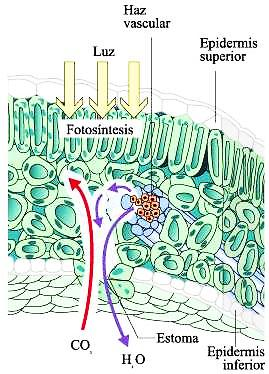 Haz
vascular
Luz
Epidermis
superior
Fotosíntesis
Estoma
CO₂
H₂O
Epidermis
inferior